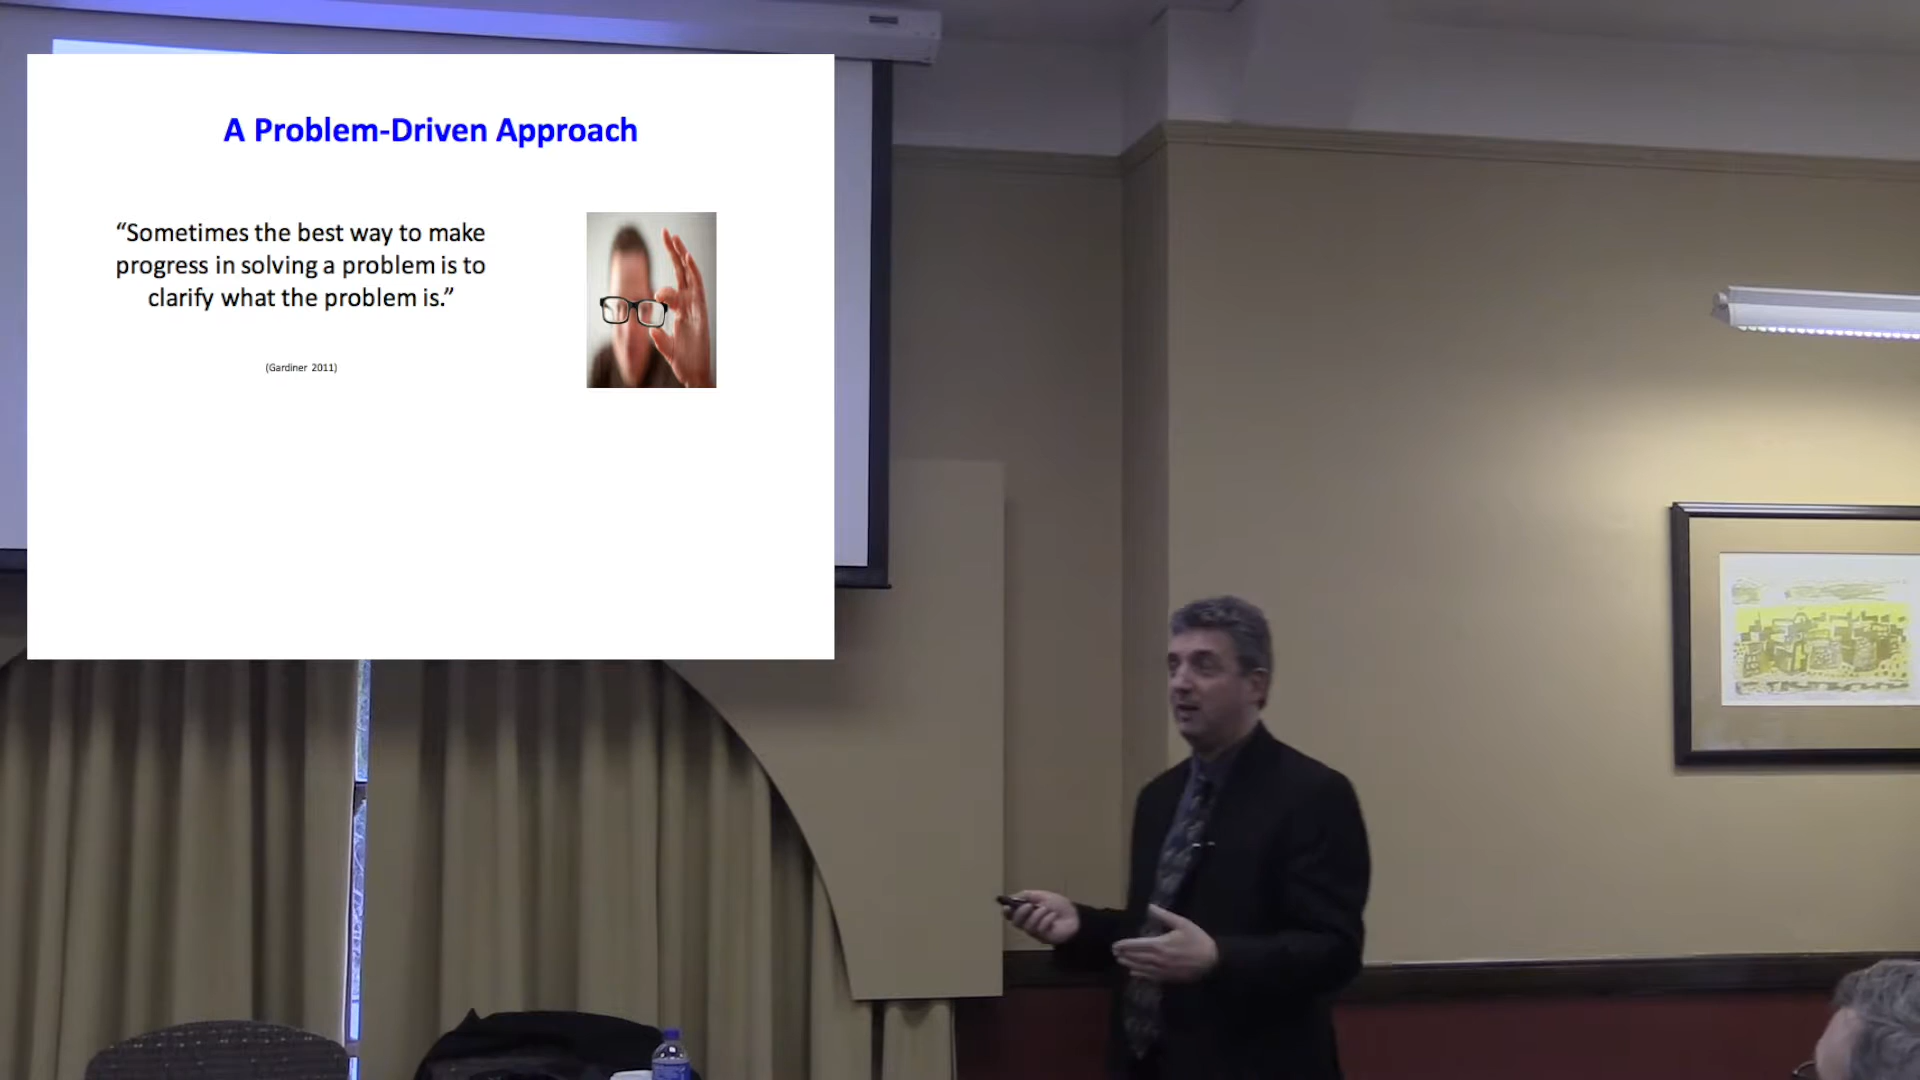 A Problem-Driven Approach
“Sometimes the best way to make
progress in solving a problem is to
clarify what the problem is.”
(Gardiner 2011)